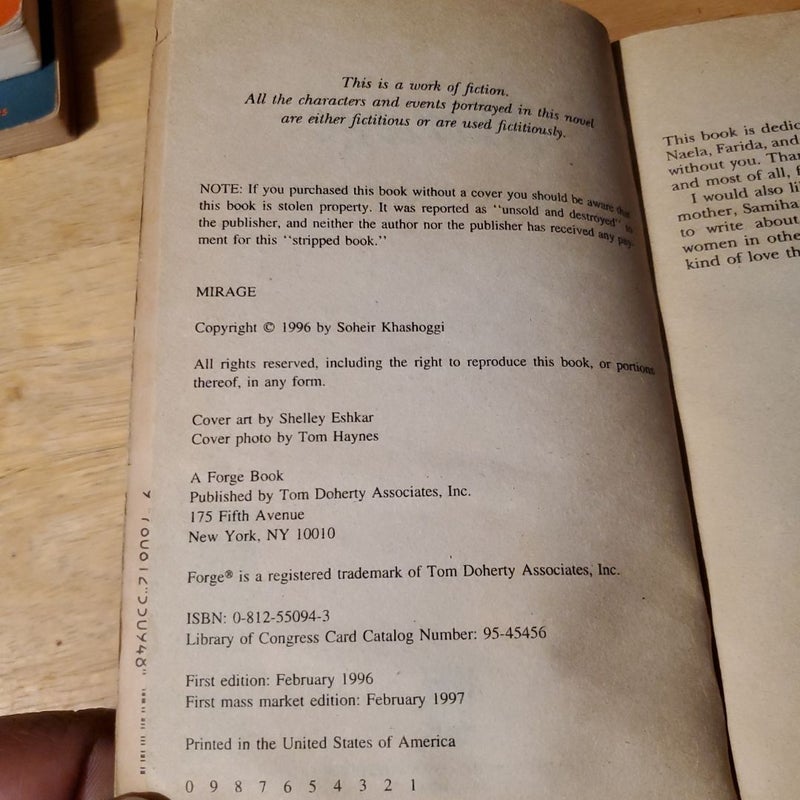 This is a work of fiction.
All the characters and events portrayed in this novel
are either fictitious or are used fictitiously.
NOTE: If you purchased this book without a cover you should be aware that
this book is stolen property. It was reported as "unsold and destroyed" to
the publisher, and neither the author nor the publisher has received any pay-
ment for this "stripped book."
MIRAGE
Copyright © 1996 by Soheir Khashoggi
All rights reserved, including the right to reproduce this book, or portions
thereof, in any form.
Cover art by Shelley Eshkar
Cover photo by Tom Haynes
A Forge Book
Published by Tom Doherty Associates, Inc.
175 Fifth Avenue
New York, NY 10010
Forge® is a registered trademark of Tom Doherty Associates, Inc.
ISBN: 0-812-55094-3
Library of Congress Card Catalog Number: 95-45456
First edition: February 1996
First mass market edition: February 1997
Printed in the United States of America
0 9 8 7 6 5 4 3 2 1
This book is dedic
Naela, Farida, and
without you. Than
and most of all, f
I would also li
mother, Samiha
to write about
women in othe
kind of love th